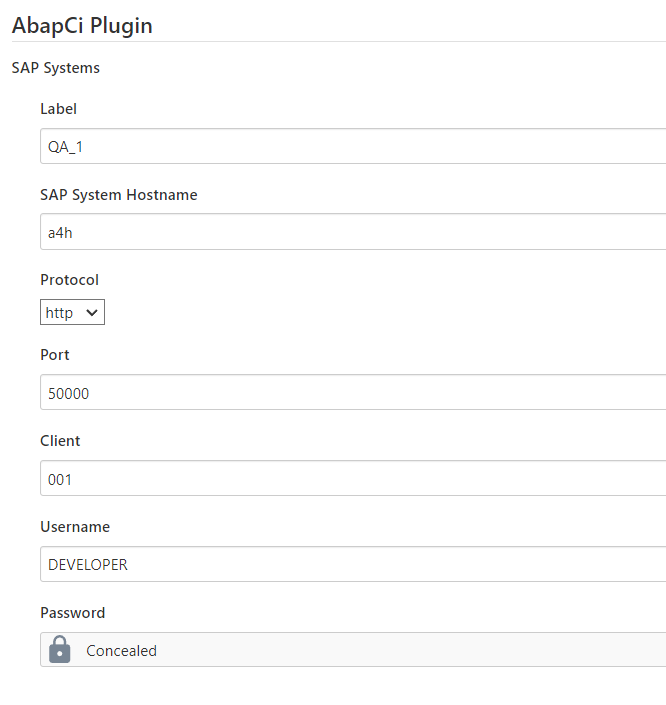 AbapCi Plugin
SAP Systems
Label
QA_1
SAP System Hostname
a4h
Protocol
http
Port
50000
Client
001
Username
DEVELOPER
Password
Concealed